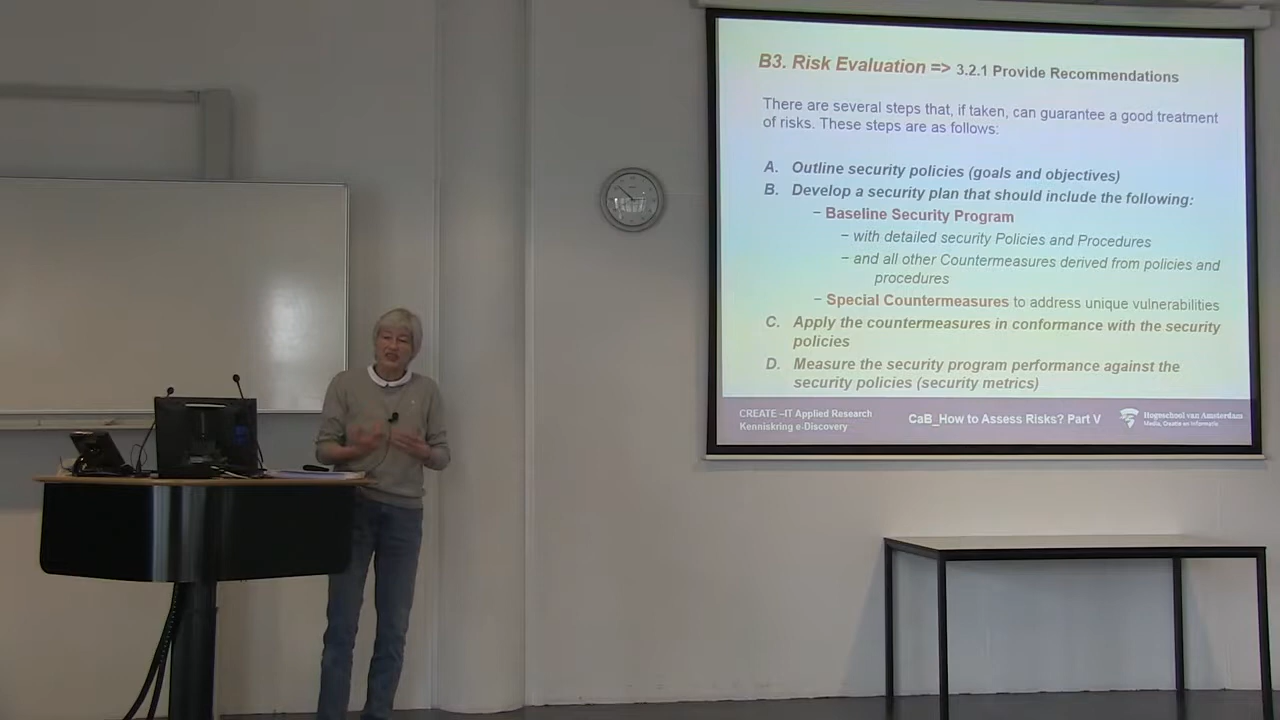 B3. Risk Evaluation => 3.2.1 Provide Recommendations
There are several steps that, if taken, can guarantee a good treatment
of risks. These steps are as follows:
A. Outline security policies (goals and objectives)
B. Develop a security plan that should include the following:
– Baseline Security Program
– with detailed security Policies and Procedures
– and all other Countermeasures derived from policies and
procedures
– Special Countermeasures to address unique vulnerabilities
C. Apply the countermeasures in conformance with the security
policies
D. Measure the security program performance against the
security policies (security metrics)
CREATE –IT Applied Research
Kenniskring e-Discovery
CaB_How to Assess Risks? Part V
Hogeschool van Amsterdam
Media, Creatie en Informatie